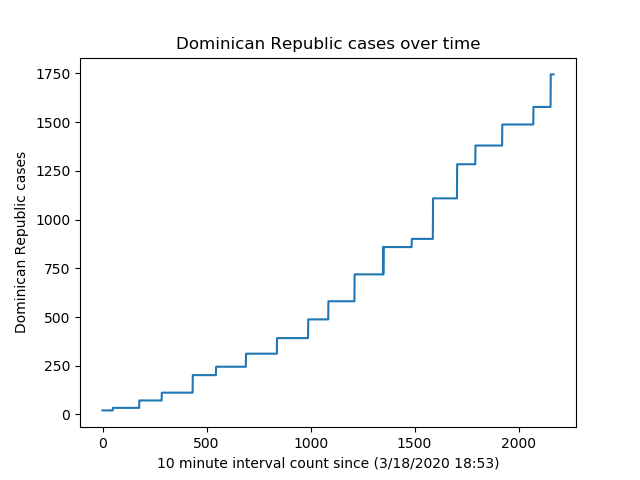 Dominican Republic cases over time
1750
1500
1250
1000
750
500
250
0
Dominican Republic cases
0 500 1000 1500 2000
10 minute interval count since (3/18/2020 18:53)